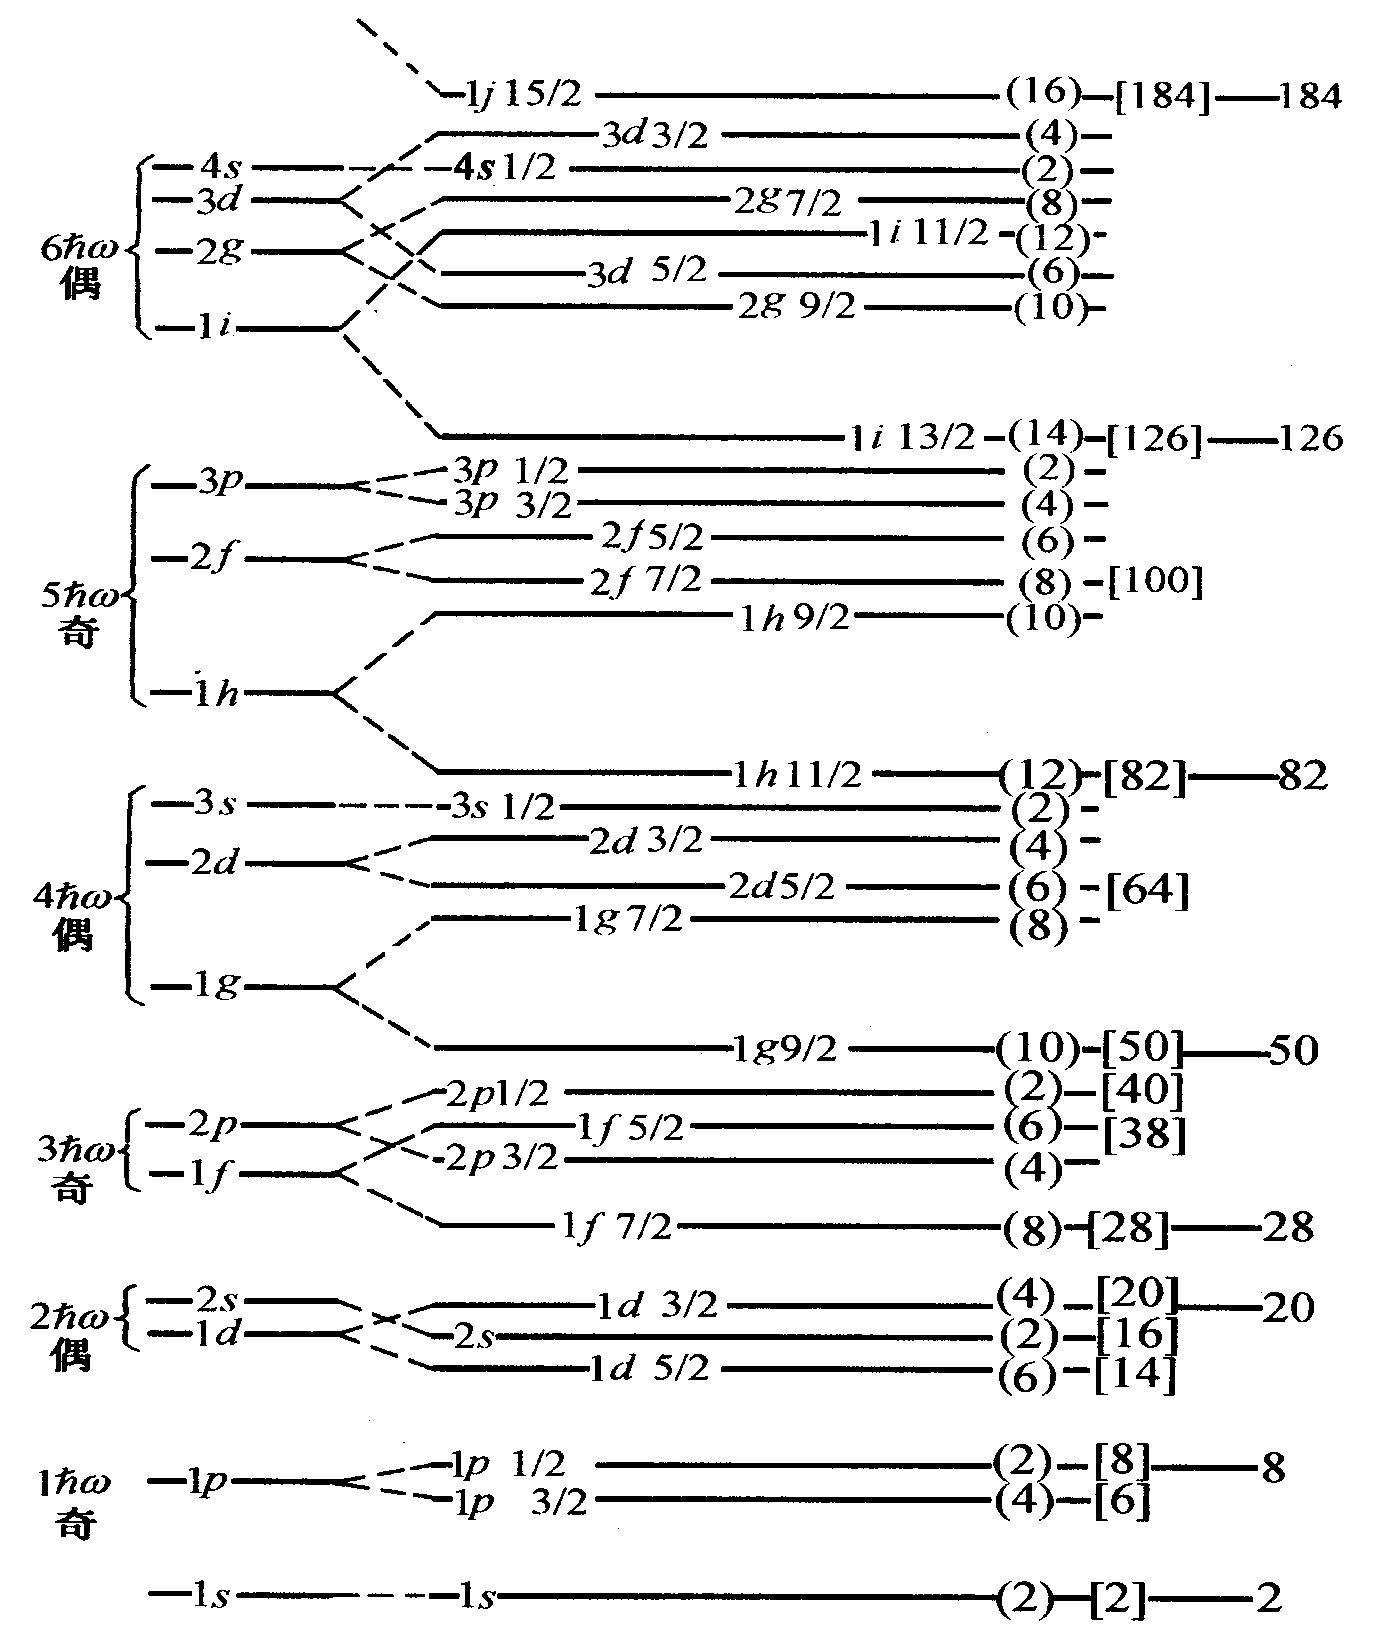 1j 15/2 (16) [184] 184
3d 3/2 (4)
4s 4s 1/2 (2)
3d 2g 7/2 (8)
1i 11/2 (12)
6ħω 2g
偶 3d 5/2 (6)
2g 9/2 (10)
1i
1i 13/2 (14) [126] 126
3p 3p 1/2 (2)
3p 3/2 (4)
2f 2f 5/2 (6)
2f 7/2 (8) [100]
5ħω 1h 9/2 (10)
奇
1h
1h 11/2 (12) [82] 82
3s 3s 1/2 (2)
2d 2d 3/2 (4)
2d 5/2 (6) [64]
4ħω 1g 7/2 (8)
偶
1g
1g 9/2 (10) [50] 50
2p 1/2 (2) [40]
2p 1f 5/2 (6) [38]
3ħω 2p 3/2 (4)
奇 1f
1f 7/2 (8) [28] 28
2s 1d 3/2 (4) [20] 20
2ħω 1d 2s (2) [16]
偶 1d 5/2 (6) [14]
1p 1/2 (2) [8] 8
1ħω 1p
奇 1p 3/2 (4) [6]
1s 1s (2) [2] 2